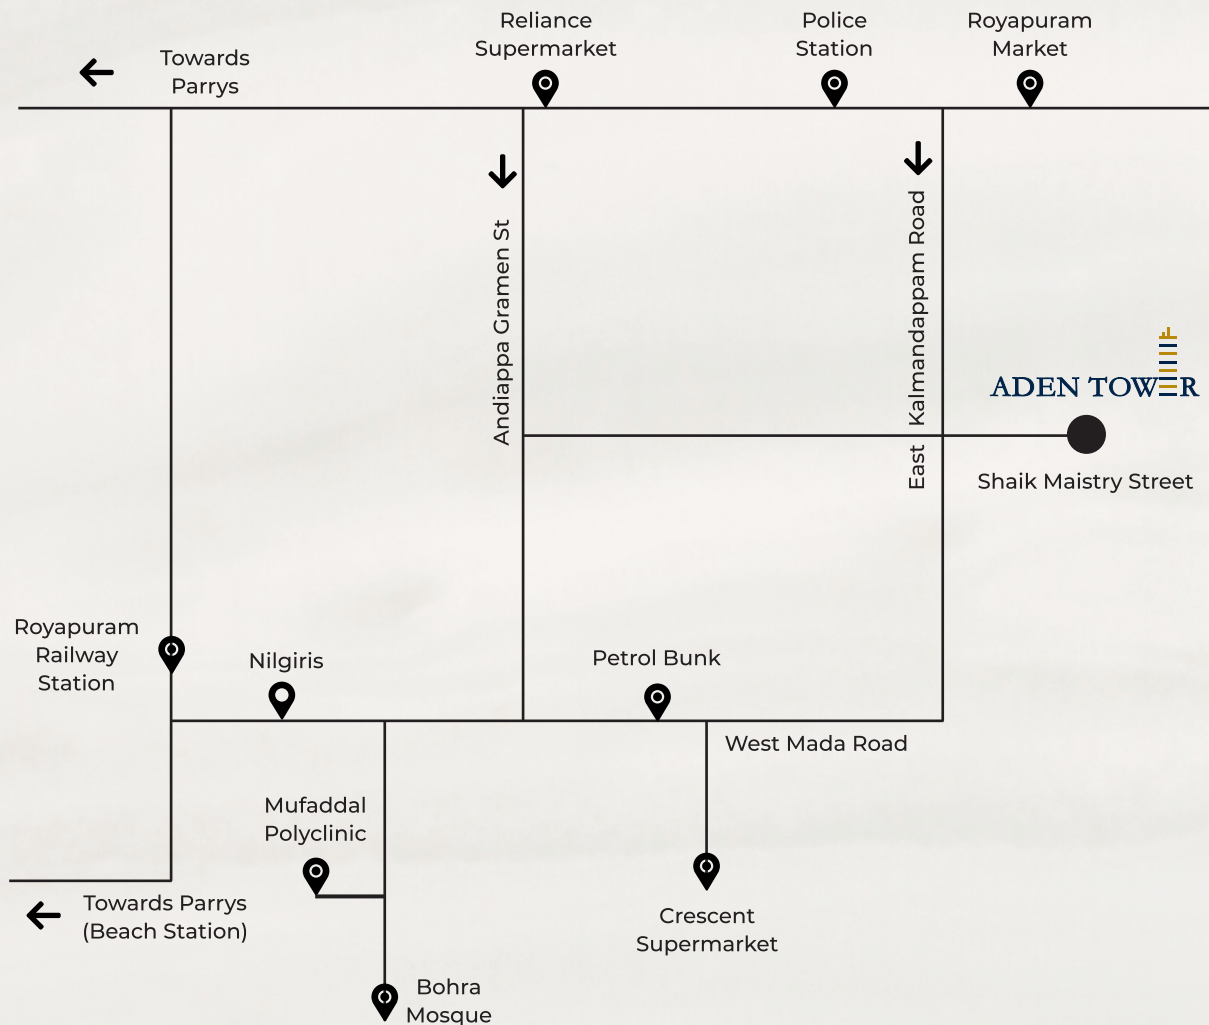 Reliance
Supermarket
Police
Station
Royapuram
Market
Towards
Parrys
Andiappa Gramen St
East Kalmandappam Road
ADEN TOWER
Shaik Maistry Street
Royapuram
Railway
Station
Nilgiris
Petrol Bunk
West Mada Road
Mufaddal
Polyclinic
Towards Parrys
(Beach Station)
Crescent
Supermarket
Bohra
Mosque